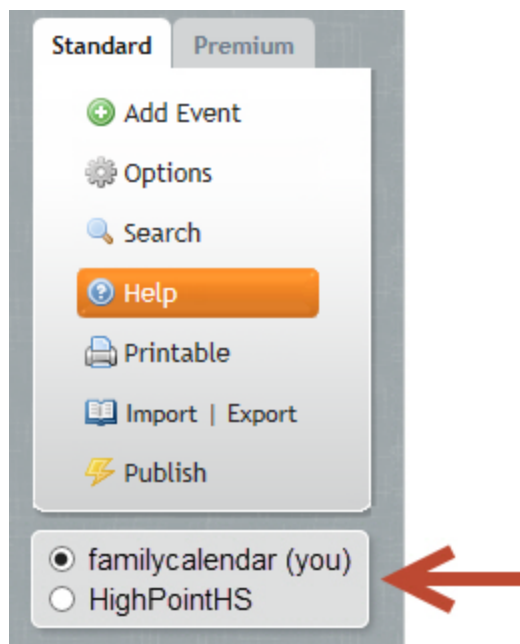 Standard Premium
Add Event
Options
Search
Help
Printable
Import | Export
Publish
familycalendar (you)
HighPointHS